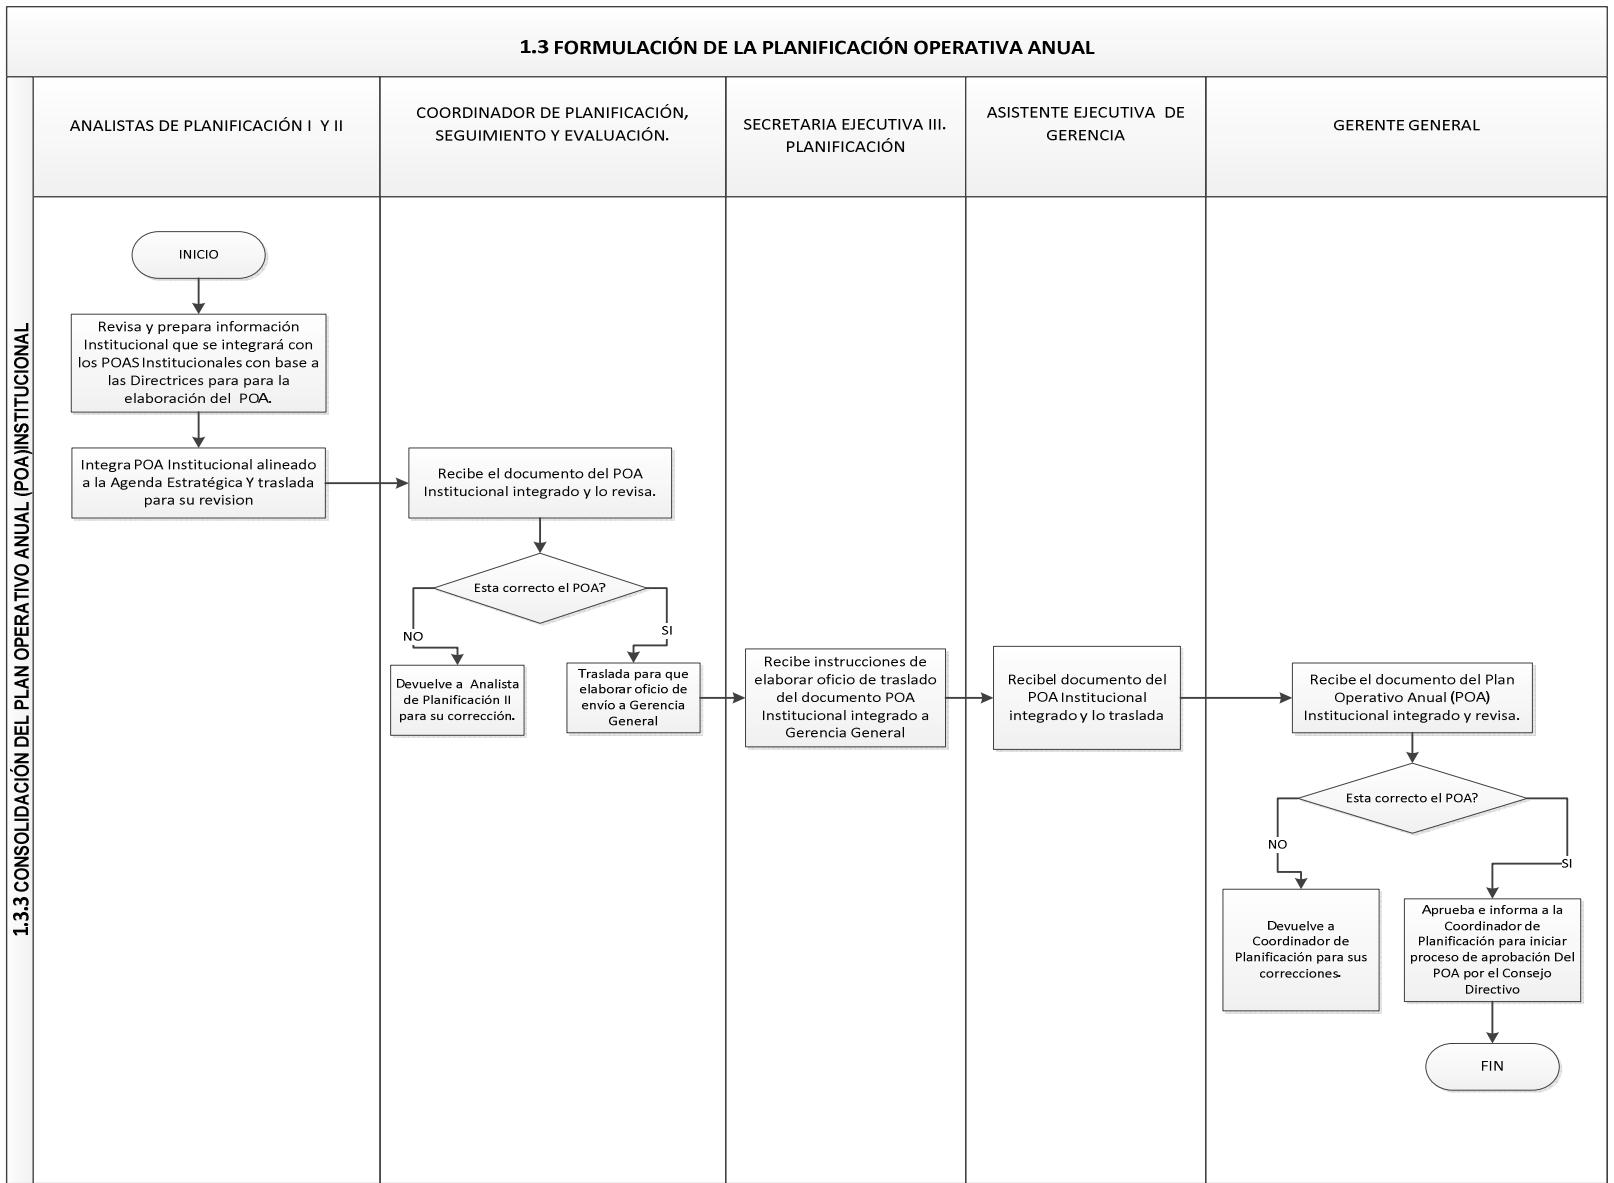 1.3 FORMULACIÓN DE LA PLANIFICACIÓN OPERATIVA ANUAL
1.3.3 CONSOLIDACIÓN DEL PLAN OPERATIVO ANUAL (POA)INSTITUCIONAL
ANALISTAS DE PLANIFICACIÓN I Y II
COORDINADOR DE PLANIFICACIÓN,
SEGUIMIENTO Y EVALUACIÓN.
SECRETARIA EJECUTIVA III.
PLANIFICACIÓN
ASISTENTE EJECUTIVA DE
GERENCIA
GERENTE GENERAL
INICIO
Revisa y prepara información
Institucional que se integrará con
los POAS Institucionales con base a
las Directrices para para la
elaboración del POA.
Integra POA Institucional alineado
a la Agenda Estratégica Y traslada
para su revision
Recibe el documento del POA
Institucional integrado y lo revisa.
Esta correcto el POA?
NO
SI
Devuelve a Analista
de Planificación II
para su corrección.
Traslada para que
elaborar oficio de
envío a Gerencia
General
Recibe instrucciones de
elaborar oficio de traslado
del documento POA
Institucional integrado a
Gerencia General
Recibel documento del
POA Institucional
integrado y lo traslada
Recibe el documento del Plan
Operativo Anual (POA)
Institucional integrado y revisa.
Esta correcto el POA?
NO
SI
Devuelve a
Coordinador de
Planificación para sus
correcciones.
Aprueba e informa a la
Coordinador de
Planificación para iniciar
proceso de aprobación Del
POA por el Consejo
Directivo
FIN